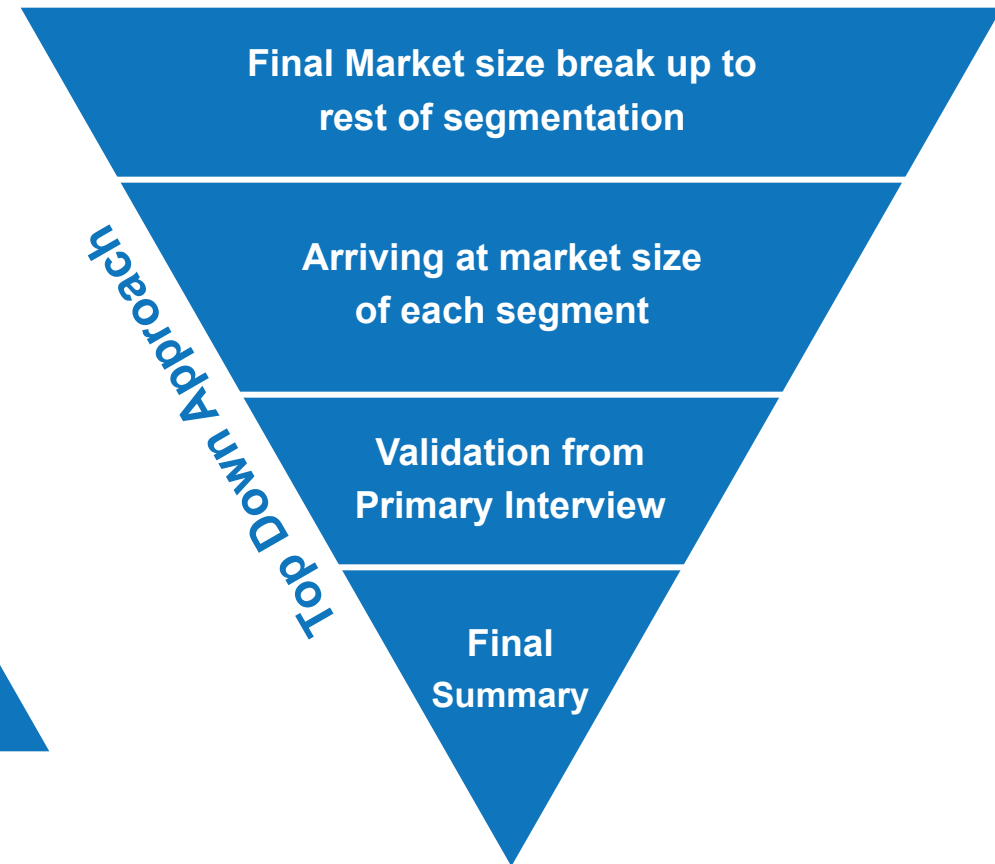 Final Market size break up to
rest of segmentation
Arriving at market size
of each segment
Validation from
Primary Interview
Final
Summary
Top Down Approach